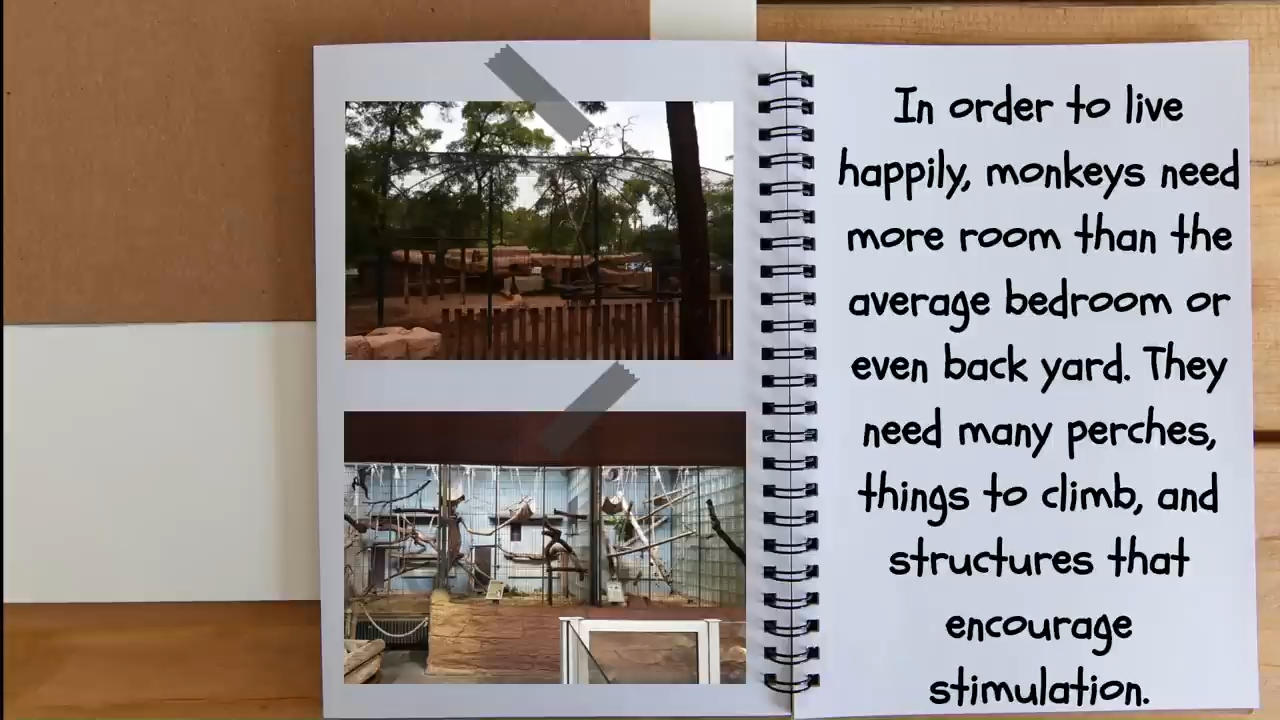 In order to live
happily, monkeys need
more room than the
average bedroom or
even back yard. They
need many perches,
things to climb, and
structures that
encourage
stimulation.